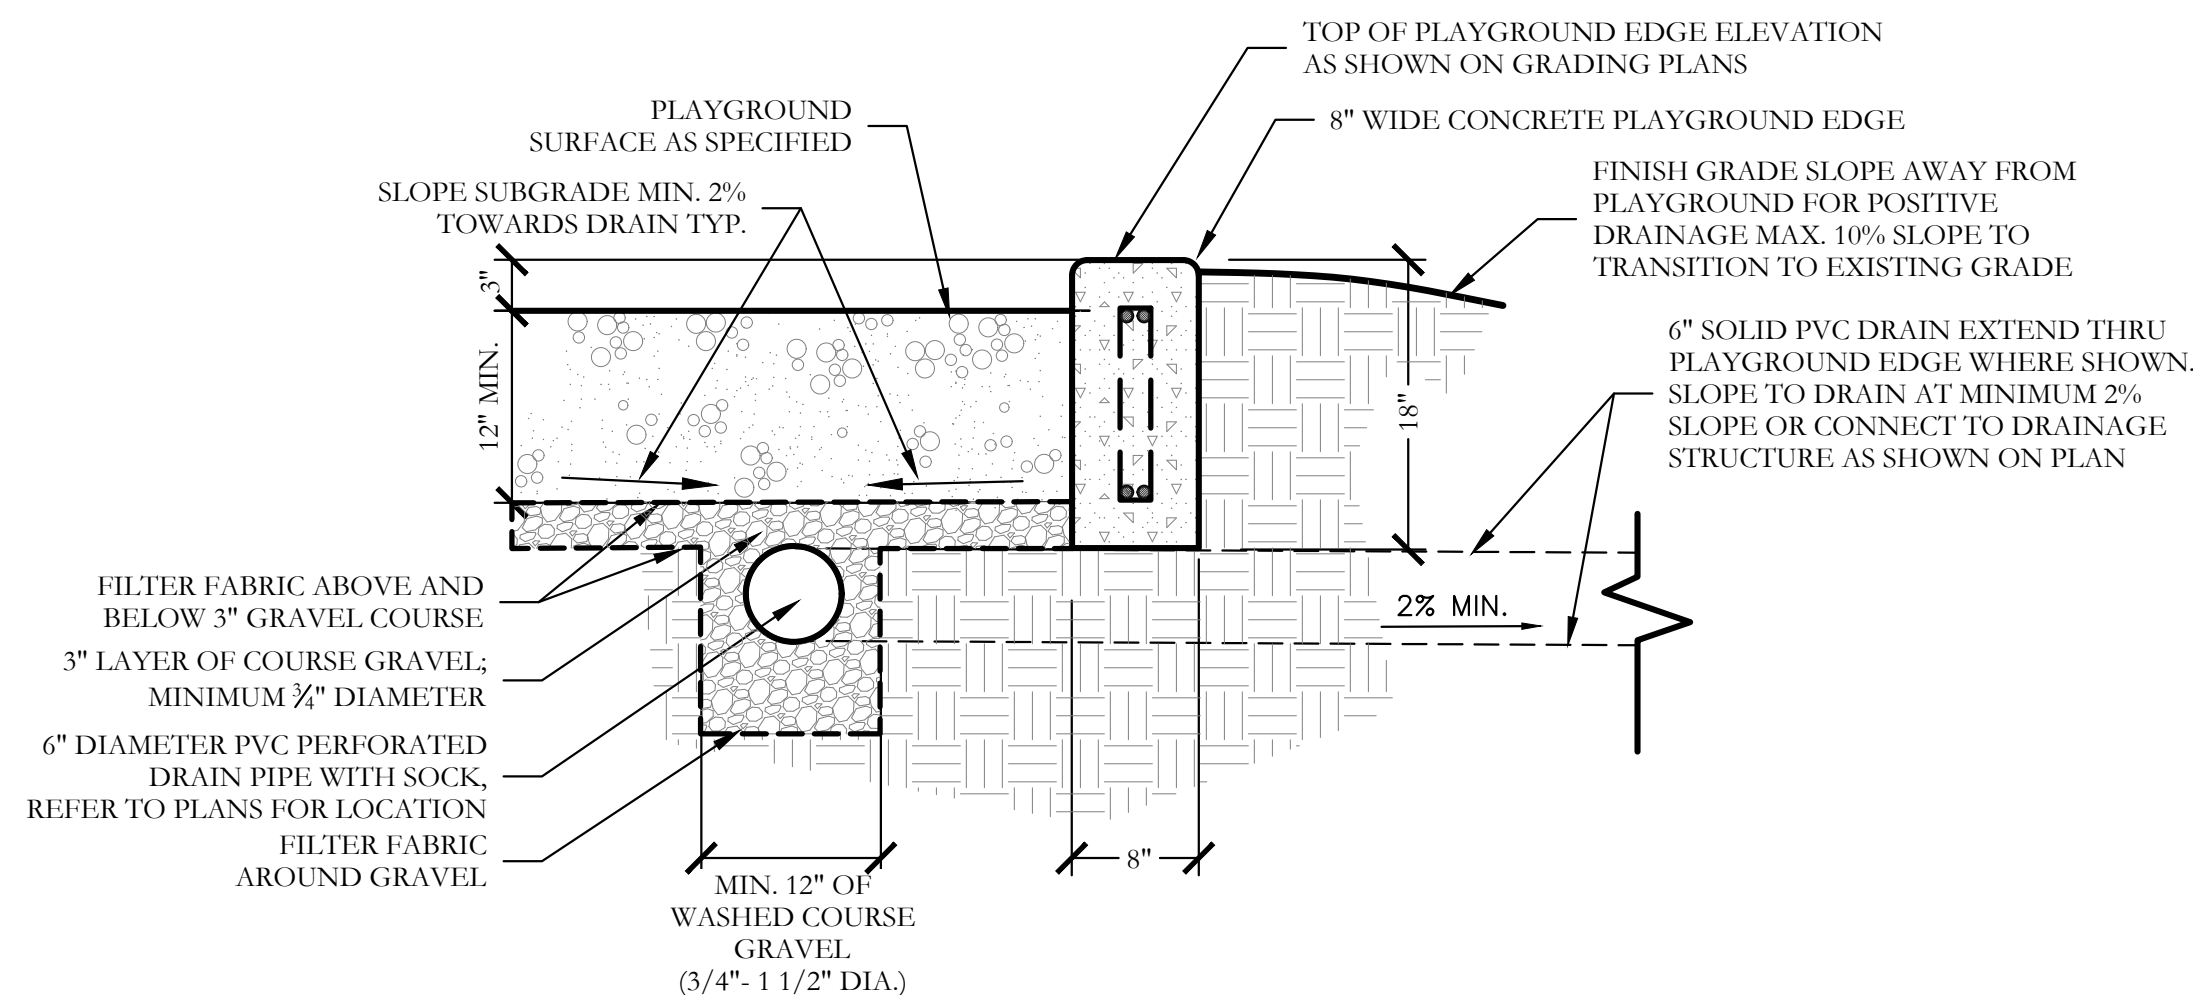 TOP OF PLAYGROUND EDGE ELEVATION
AS SHOWN ON GRADING PLANS
PLAYGROUND
SURFACE AS SPECIFIED
8" WIDE CONCRETE PLAYGROUND EDGE
SLOPE SUBGRADE MIN. 2%
TOWARDS DRAIN TYP.
FINISH GRADE SLOPE AWAY FROM
PLAYGROUND FOR POSITIVE
DRAINAGE MAX. 10% SLOPE TO
TRANSITION TO EXISTING GRADE
3"
12" MIN.
18"
6" SOLID PVC DRAIN EXTEND THRU
PLAYGROUND EDGE WHERE SHOWN.
SLOPE TO DRAIN AT MINIMUM 2%
SLOPE OR CONNECT TO DRAINAGE
STRUCTURE AS SHOWN ON PLAN
2% MIN.
FILTER FABRIC ABOVE AND
BELOW 3" GRAVEL COURSE
3" LAYER OF COURSE GRAVEL;
MINIMUM ¾" DIAMETER
6" DIAMETER PVC PERFORATED
DRAIN PIPE WITH SOCK,
REFER TO PLANS FOR LOCATION
FILTER FABRIC
AROUND GRAVEL
8"
MIN. 12" OF
WASHED COURSE
GRAVEL
(3/4"- 1 1/2" DIA.)